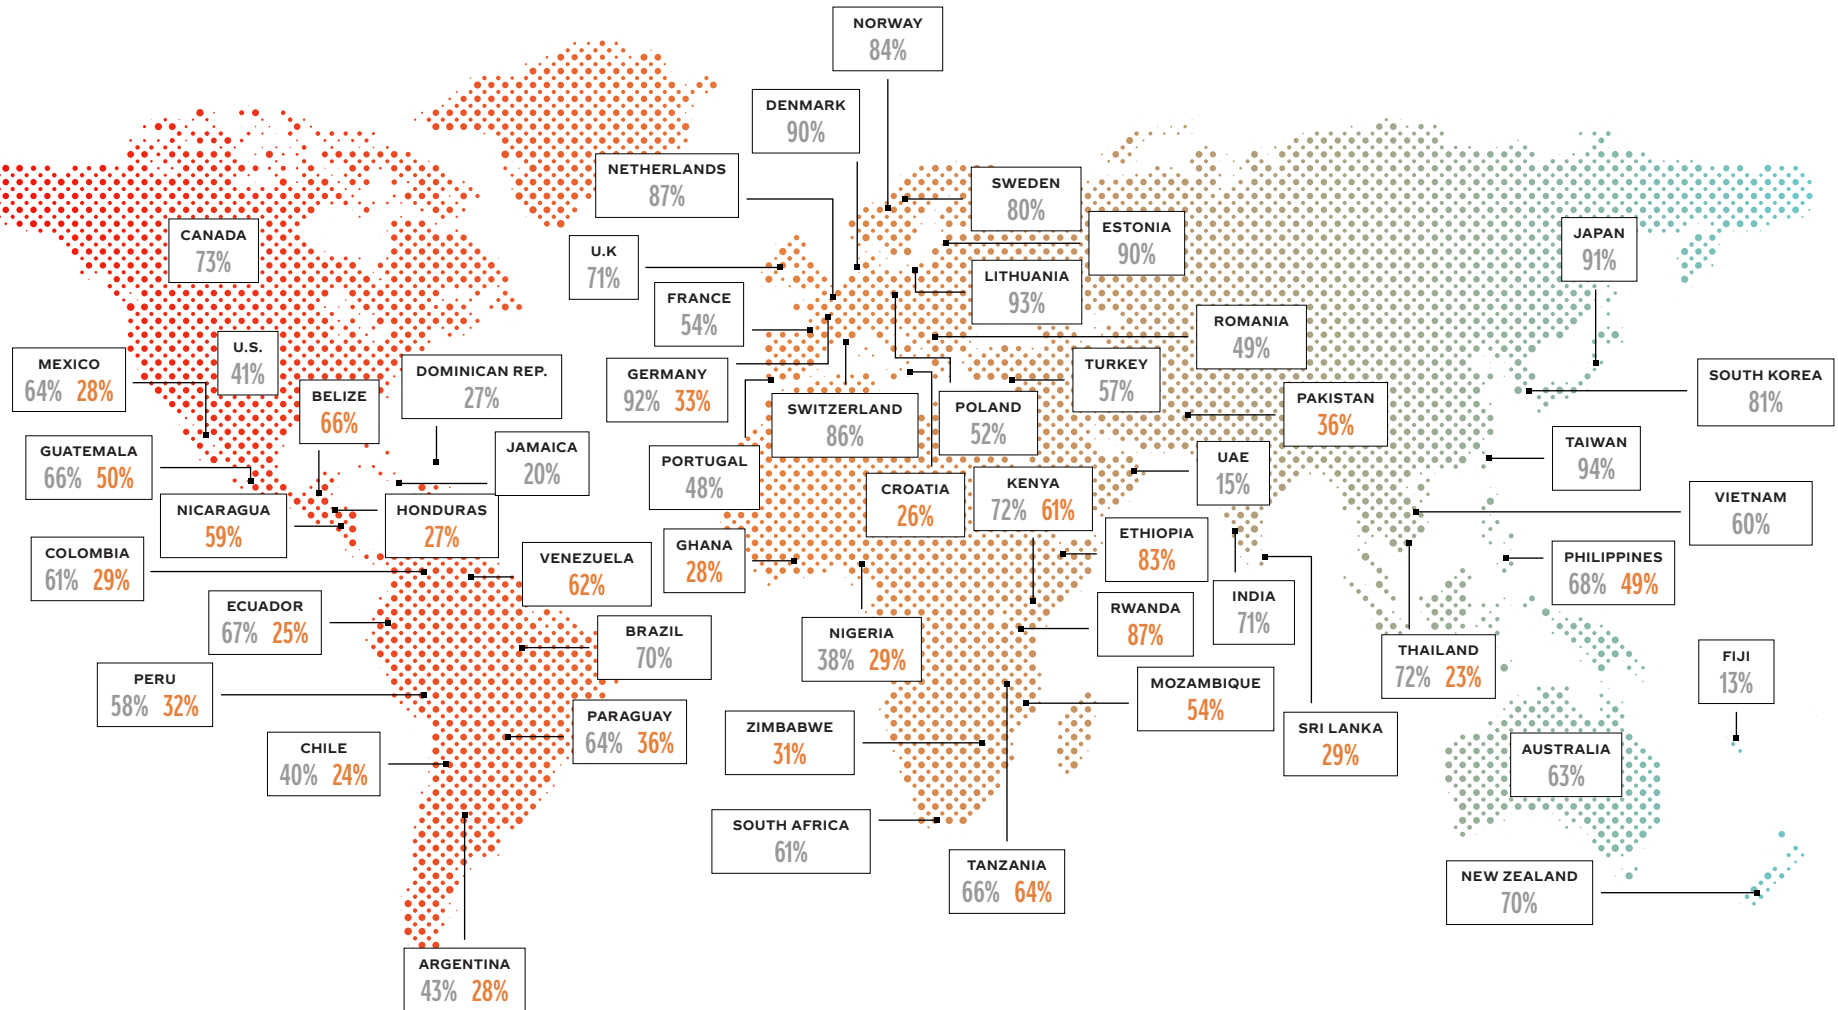 NORWAY
84%
DENMARK
90%
NETHERLANDS
87%
SWEDEN
80%
ESTONIA
90%
CANADA
73%
U.K
71%
JAPAN
91%
LITHUANIA
93%
FRANCE
54%
ROMANIA
49%
U.S.
41%
MEXICO
64% 28%
DOMINICAN REP.
27%
GERMANY
92% 33%
TURKEY
57%
SOUTH KOREA
81%
BELIZE
66%
SWITZERLAND
86%
POLAND
52%
PAKISTAN
36%
GUATEMALA
66% 50%
JAMAICA
20%
PORTUGAL
48%
UAE
15%
TAIWAN
94%
CROATIA
26%
KENYA
72% 61%
VIETNAM
60%
NICARAGUA
59%
HONDURAS
27%
ETHIOPIA
83%
COLOMBIA
61% 29%
VENEZUELA
62%
GHANA
28%
PHILIPPINES
68% 49%
ECUADOR
67% 25%
BRAZIL
70%
NIGERIA
38% 29%
RWANDA
87%
INDIA
71%
THAILAND
72% 23%
FIJI
13%
PERU
58% 32%
MOZAMBIQUE
54%
PARAGUAY
64% 36%
ZIMBABWE
31%
SRI LANKA
29%
CHILE
40% 24%
AUSTRALIA
63%
SOUTH AFRICA
61%
TANZANIA
66% 64%
NEW ZEALAND
70%
ARGENTINA
43% 28%